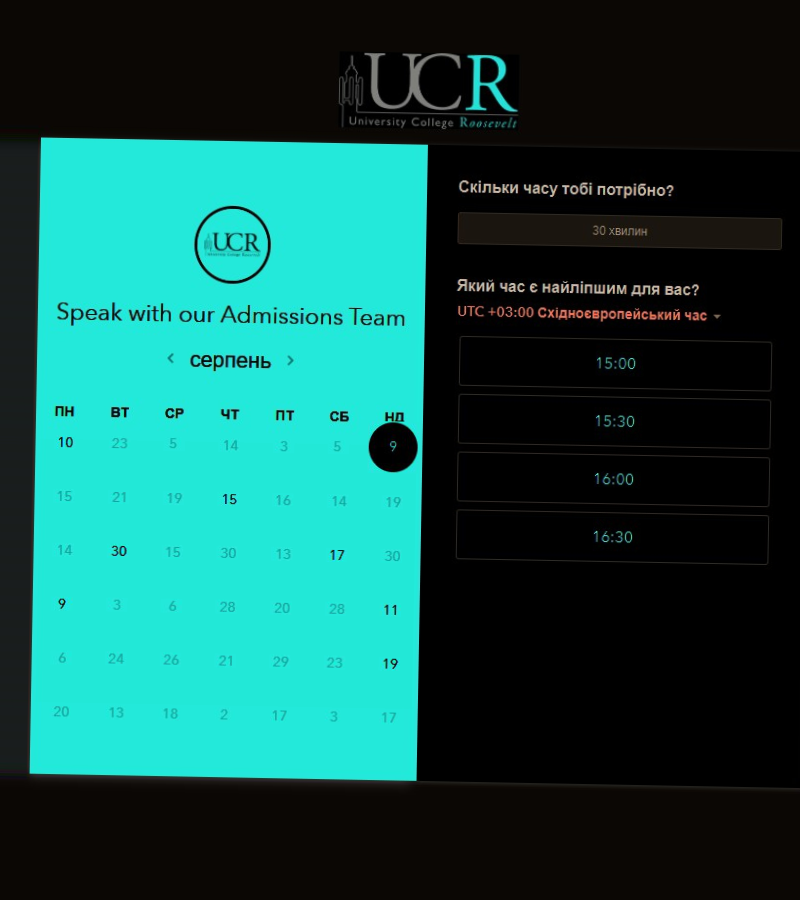 UCR
University College Roosevelt
UCR
Speak with our Admissions Team
серпень
ПН ВТ СР ЧТ ПТ СБ НД
10 23 5 14 3 5 9
15 21 19 15 16 14 19
14 30 15 30 13 17 30
9 3 6 28 20 28 11
6 24 26 21 29 23 19
20 13 18 2 17 3 17
Скільки часу тобі потрібно?
30 хвилин
Який час є найліпшим для вас?
UTC +03:00 Східноєвропейський час
15:00
15:30
16:00
16:30